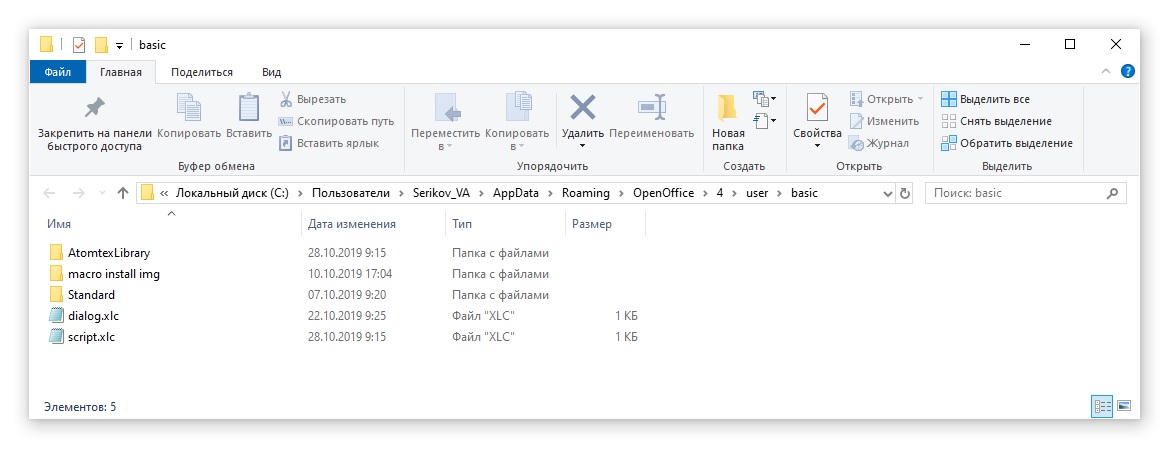 basic
Файл Главная Поделиться Вид
Закрепить на панели быстрого доступа
Копировать
Вставить
Вырезать
Скопировать путь
Вставить ярлык
Буфер обмена
Переместить в
Копировать в
Удалить
Переименовать
Упорядочить
Новая папка
Создать
Свойства
Открыть
Изменить
Журнал
Открыть
Выделить все
Снять выделение
Обратить выделение
Выделить
« Локальный диск (C:) › Пользователи › Serikov_VA › AppData › Roaming › OpenOffice › 4 › user › basic
Поиск: basic
Имя Дата изменения Тип Размер
AtomtexLibrary 28.10.2019 9:15 Папка с файлами
macro install img 10.10.2019 17:04 Папка с файлами
Standard 07.10.2019 9:20 Папка с файлами
dialog.xlc 22.10.2019 9:25 Файл "XLC" 1 КБ
script.xlc 28.10.2019 9:15 Файл "XLC" 1 КБ
Элементов: 5